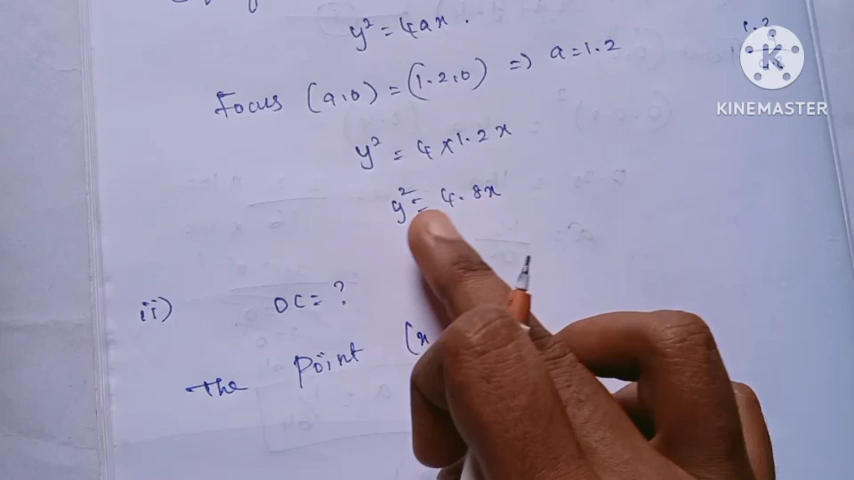 y² = 4ax.
Focus (a,0) = (1.2,0) => a = 1.2
y² = 4 x 1.2 x
y² = 4.8x
ii) OC = ?
The Point (x
KINEMASTER